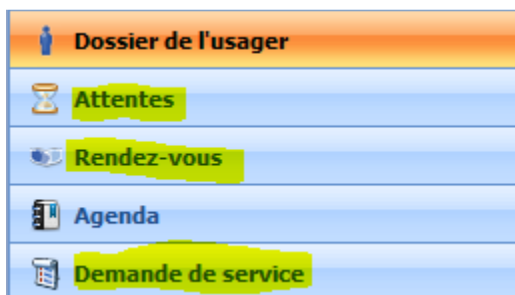 Dossier de l'usager
Attentes
Rendez-vous
Agenda
Demande de service